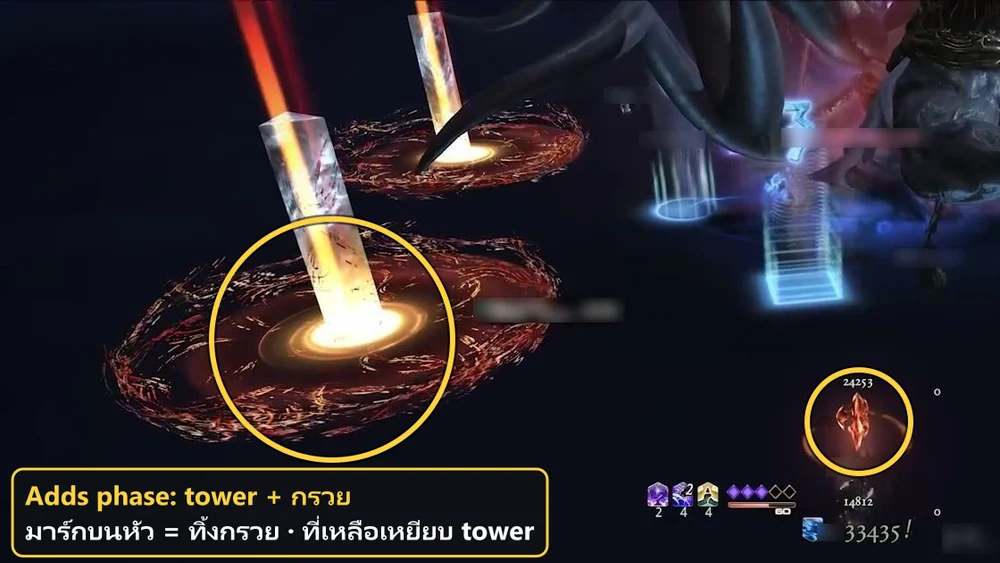 24253
14812
2 4 4
2
60
33435!
Adds phase: tower + กรวย
มาร์กบนหัว = ทิ้งกรวย · ที่เหลือเหยียบ tower